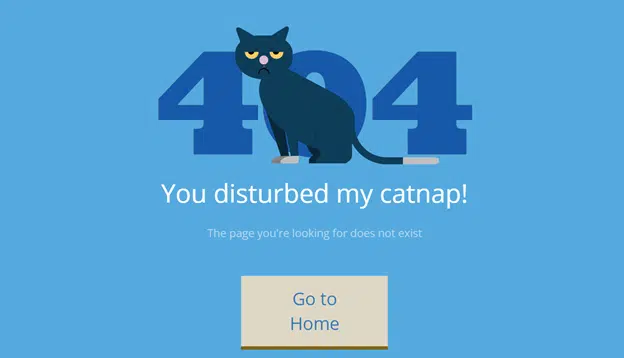 404
You disturbed my catnap!
The page you're looking for does not exist
Go to
Home